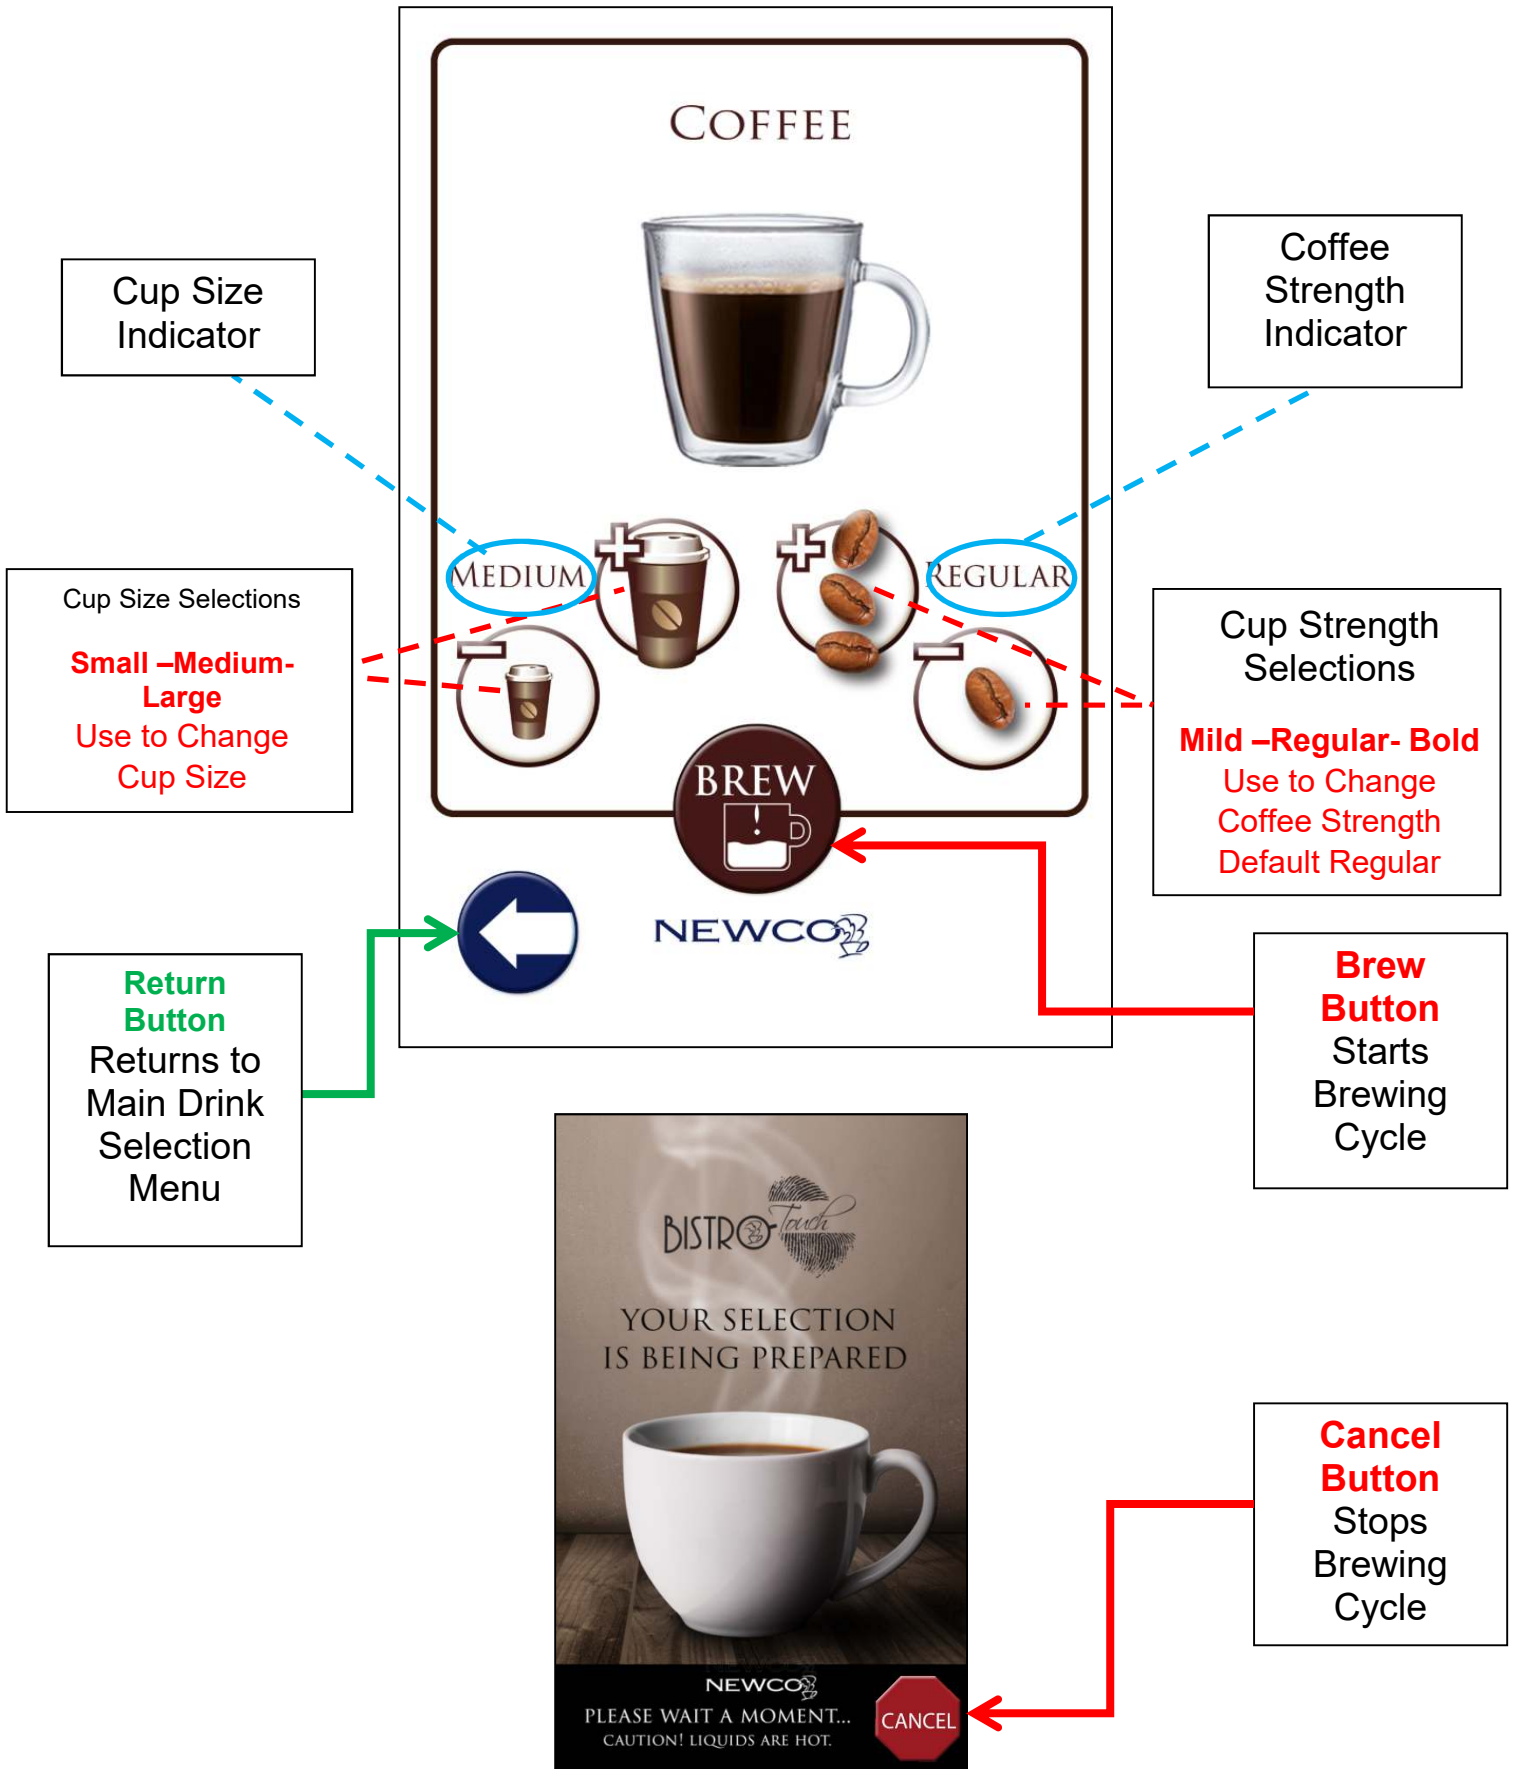 COFFEE
Cup Size
Indicator
Coffee
Strength
Indicator
MEDIUM
REGULAR
Cup Size Selections
Small –Medium-
Large
Use to Change
Cup Size
Cup Strength
Selections
Mild –Regular- Bold
Use to Change
Coffee Strength
Default Regular
BREW
NEWCO
Return
Button
Returns to
Main Drink
Selection
Menu
Brew
Button
Starts
Brewing
Cycle
BISTRO Touch
YOUR SELECTION
IS BEING PREPARED
Cancel
Button
Stops
Brewing
Cycle
NEWCO
PLEASE WAIT A MOMENT...
CAUTION! LIQUIDS ARE HOT.
CANCEL